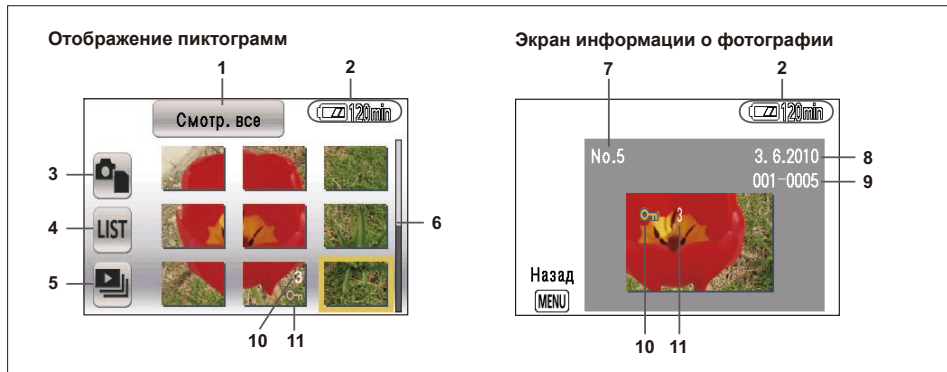 Отображение пиктограмм
1
2
Смотр. все
120min
3
4
LIST
5
6
3
10
11
Экран информации о фотографии
7
2
120min
No.5
3. 6.2010
8
001-0005
9
3
Назад
MENU
10
11